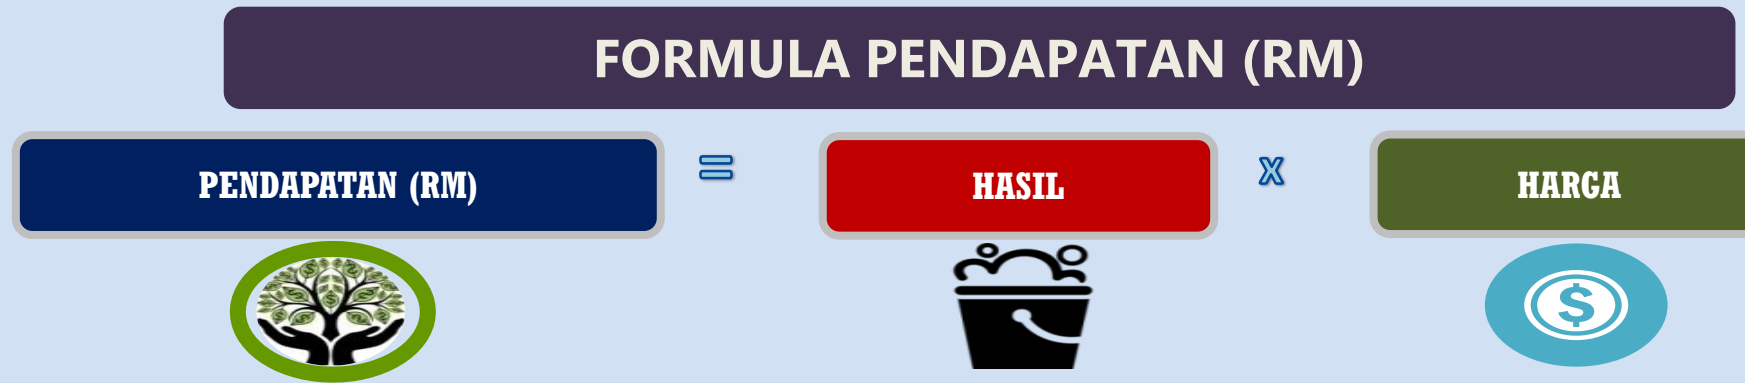 FORMULA PENDAPATAN (RM)
PENDAPATAN (RM) = HASIL X HARGA
$